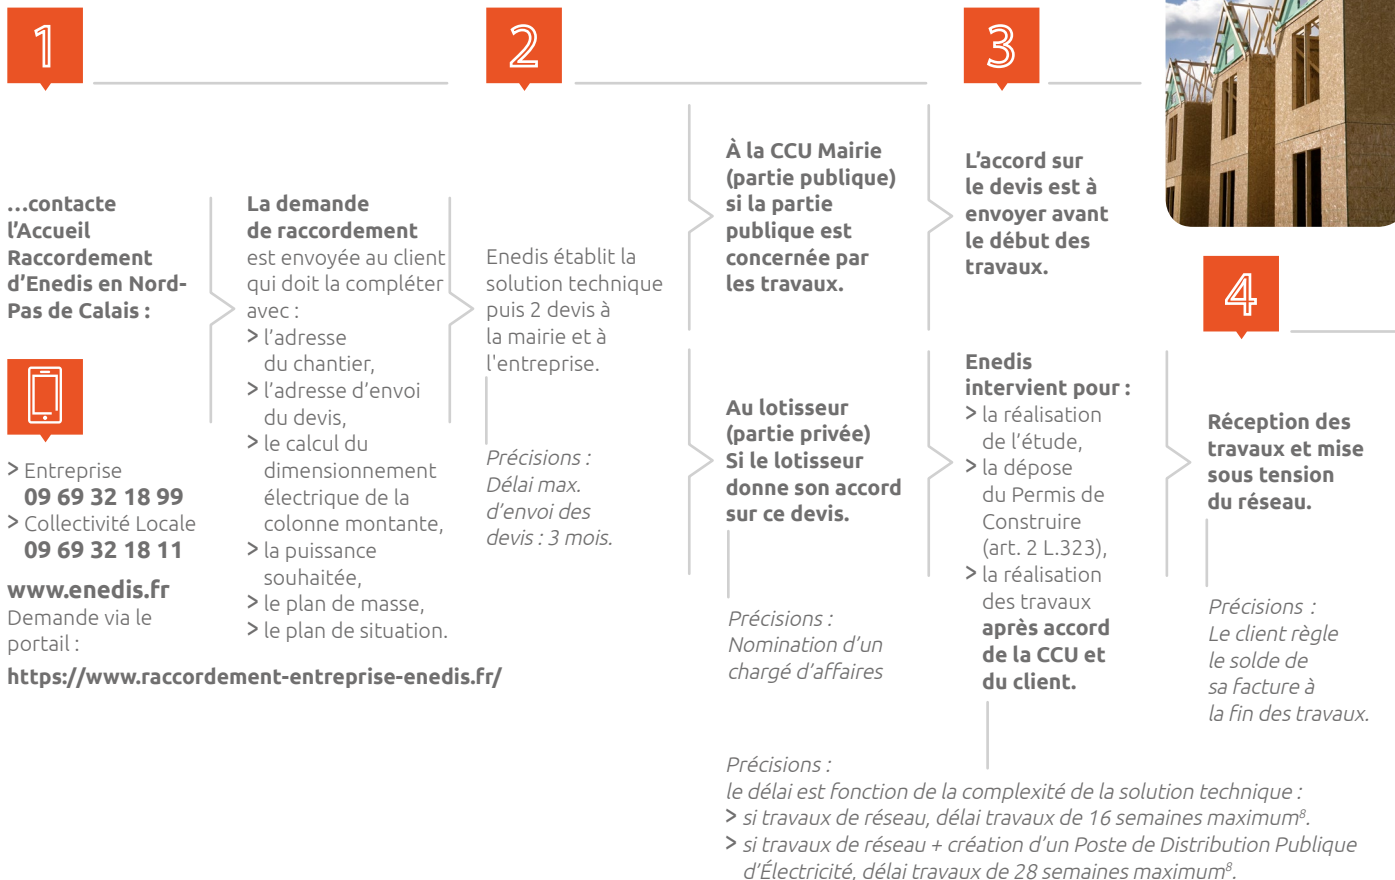 1
…contacte
l'Accueil
Raccordement
d'Enedis en Nord-
Pas de Calais :
> Entreprise
09 69 32 18 99
> Collectivité Locale
09 69 32 18 11
www.enedis.fr
Demande via le
portail :
https://www.raccordement-entreprise-enedis.fr/
La demande
de raccordement
est envoyée au client
qui doit la compléter
avec :
> l'adresse
du chantier,
> l'adresse d'envoi
du devis,
> le calcul du
dimensionnement
électrique de la
colonne montante,
> la puissance
souhaitée,
> le plan de masse,
> le plan de situation.
2
Enedis établit la
solution technique
puis 2 devis à
la mairie et à
l'entreprise.
Précisions :
Délai max.
d'envoi des
devis : 3 mois.
À la CCU Mairie
(partie publique)
si la partie
publique est
concernée par
les travaux.
Au lotisseur
(partie privée)
Si le lotisseur
donne son accord
sur ce devis.
Précisions :
Nomination d'un
chargé d'affaires
3
L'accord sur
le devis est à
envoyer avant
le début des
travaux.
Enedis
intervient pour :
> la réalisation
de l'étude,
> la dépose
du Permis de
Construire
(art. 2 L.323),
> la réalisation
des travaux
après accord
de la CCU et
du client.
Précisions :
le délai est fonction de la complexité de la solution technique :
> si travaux de réseau, délai travaux de 16 semaines maximum⁸.
> si travaux de réseau + création d'un Poste de Distribution Publique
d'Électricité, délai travaux de 28 semaines maximum⁸.
4
Réception des
travaux et mise
sous tension
du réseau.
Précisions :
Le client règle
le solde de
sa facture à
la fin des travaux.